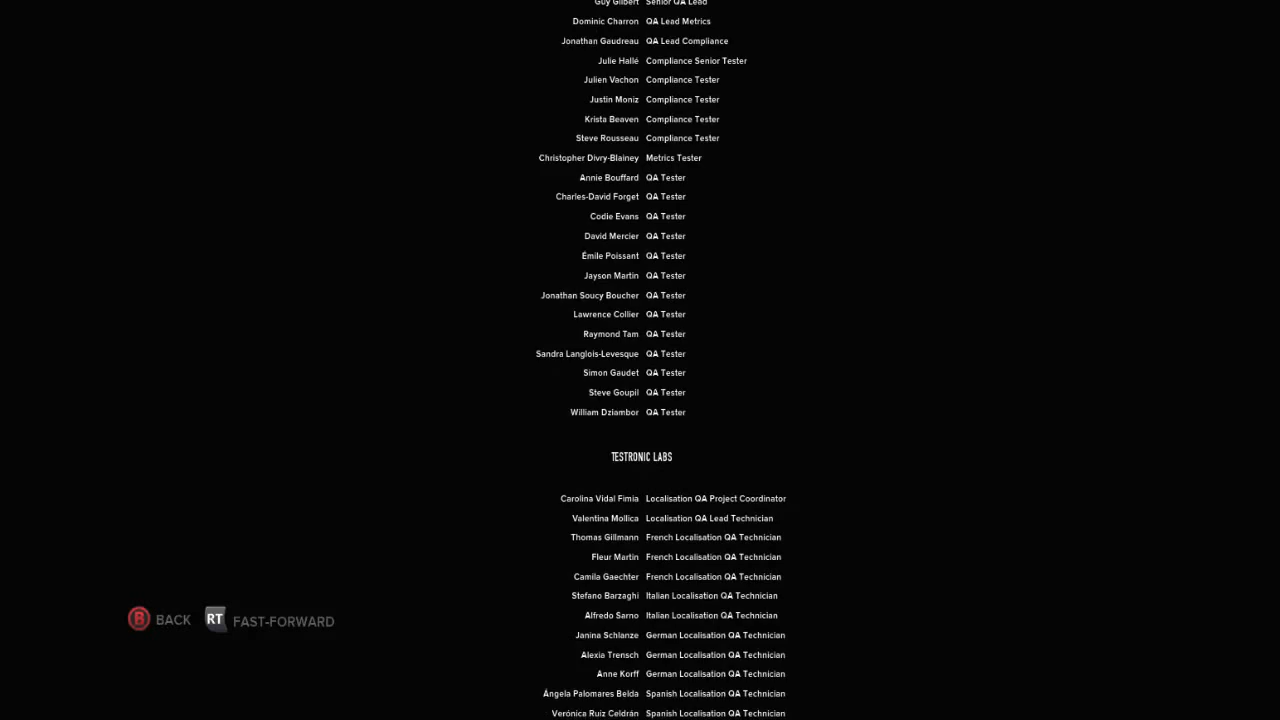 Guy Gilbert Senior QA Lead
Dominic Charron QA Lead Metrics
Jonathan Gaudreau QA Lead Compliance
Julie Hallé Compliance Senior Tester
Julien Vachon Compliance Tester
Justin Moniz Compliance Tester
Krista Beaven Compliance Tester
Steve Rousseau Compliance Tester
Christopher Divry-Blainey Metrics Tester
Annie Bouffard QA Tester
Charles-David Forget QA Tester
Codie Evans QA Tester
David Mercier QA Tester
Émile Poissant QA Tester
Jayson Martin QA Tester
Jonathan Soucy Boucher QA Tester
Lawrence Collier QA Tester
Raymond Tam QA Tester
Sandra Langlois-Levesque QA Tester
Simon Gaudet QA Tester
Steve Goupil QA Tester
William Dziambor QA Tester
TESTRONIC LABS
Carolina Vidal Fimia Localisation QA Project Coordinator
Valentina Mollica Localisation QA Lead Technician
Thomas Gillmann French Localisation QA Technician
Fleur Martin French Localisation QA Technician
Camila Gaechter French Localisation QA Technician
Stefano Barzaghi Italian Localisation QA Technician
Alfredo Sarno Italian Localisation QA Technician
Janina Schlanze German Localisation QA Technician
Alexia Trensch German Localisation QA Technician
Anne Korff German Localisation QA Technician
Ángela Palomares Belda Spanish Localisation QA Technician
Verónica Ruíz Celdrán Spanish Localisation QA Technician
B BACK RT FAST-FORWARD